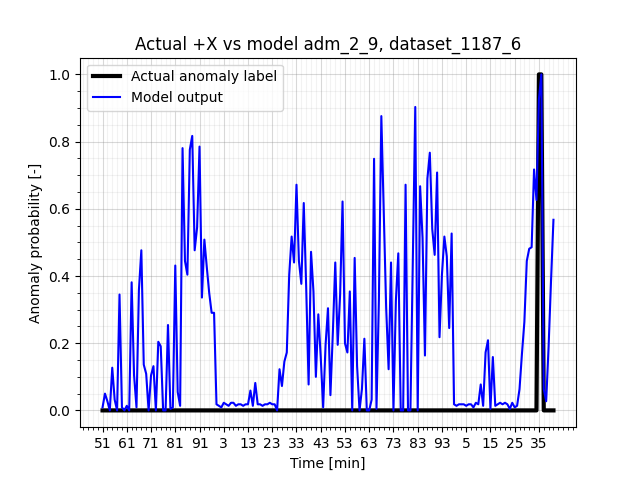 Actual +X vs model adm_2_9, dataset_1187_6
Actual anomaly label
Model output
Anomaly probability [-]
1.0
0.8
0.6
0.4
0.2
0.0
51 61 71 81 91 3 13 23 33 43 53 63 73 83 93 5 15 25 35
Time [min]